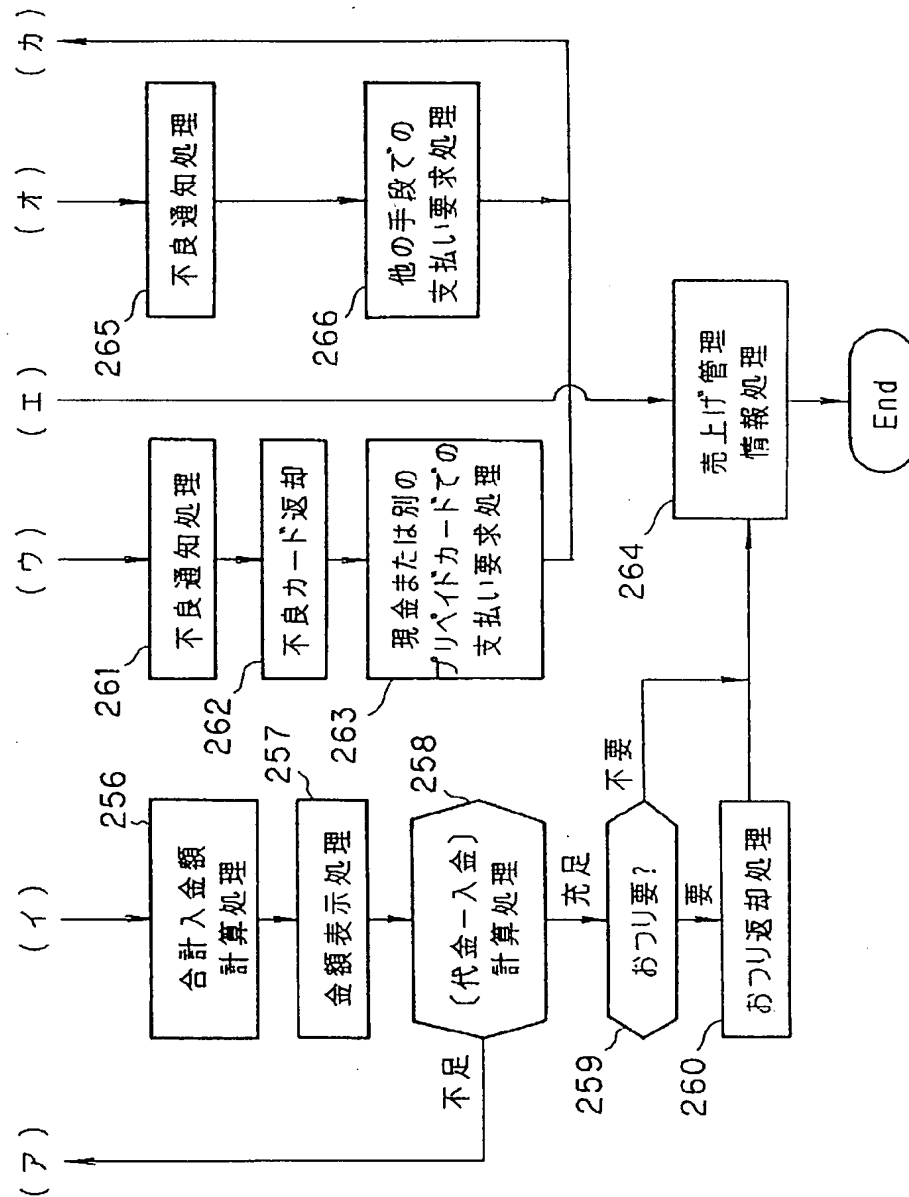 (ア)
(イ)
(ウ)
(エ)
(オ)
(カ)
256
合計入金額
計算処理
257
金額表示処理
258
(代金－入金)
計算処理
不足
充足
259
おつり要?
不要
要
260
おつり返却処理
261
不良通知処理
262
不良カード返却
263
現金または別の
プリペイドカードでの
支払い要求処理
264
売上げ管理
情報処理
End
265
不良通知処理
266
他の手段での
支払い要求処理